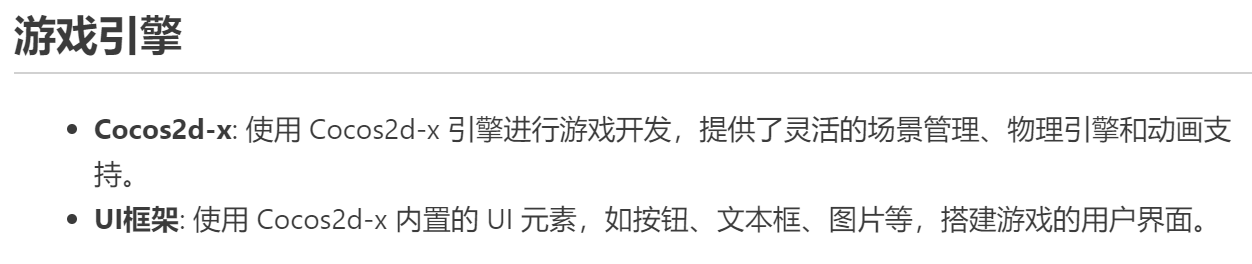 游戏引擎
• Cocos2d-x: 使用 Cocos2d-x 引擎进行游戏开发，提供了灵活的场景管理、物理引擎和动画支
持。
• UI框架: 使用 Cocos2d-x 内置的 UI 元素，如按钮、文本框、图片等，搭建游戏的用户界面。